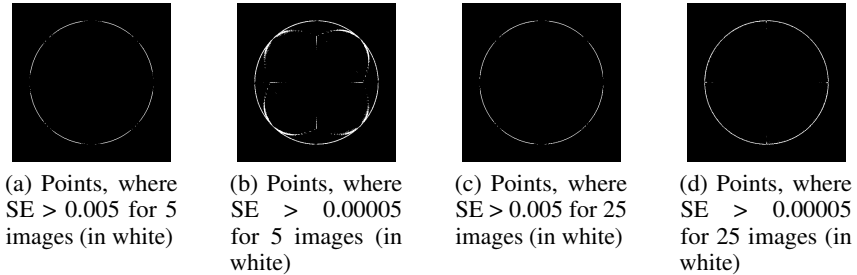 (a) Points, where
SE > 0.005 for 5
images (in white)
(b) Points, where
SE > 0.00005
for 5 images (in
white)
(c) Points, where
SE > 0.005 for 25
images (in white)
(d) Points, where
SE > 0.00005
for 25 images (in
white)